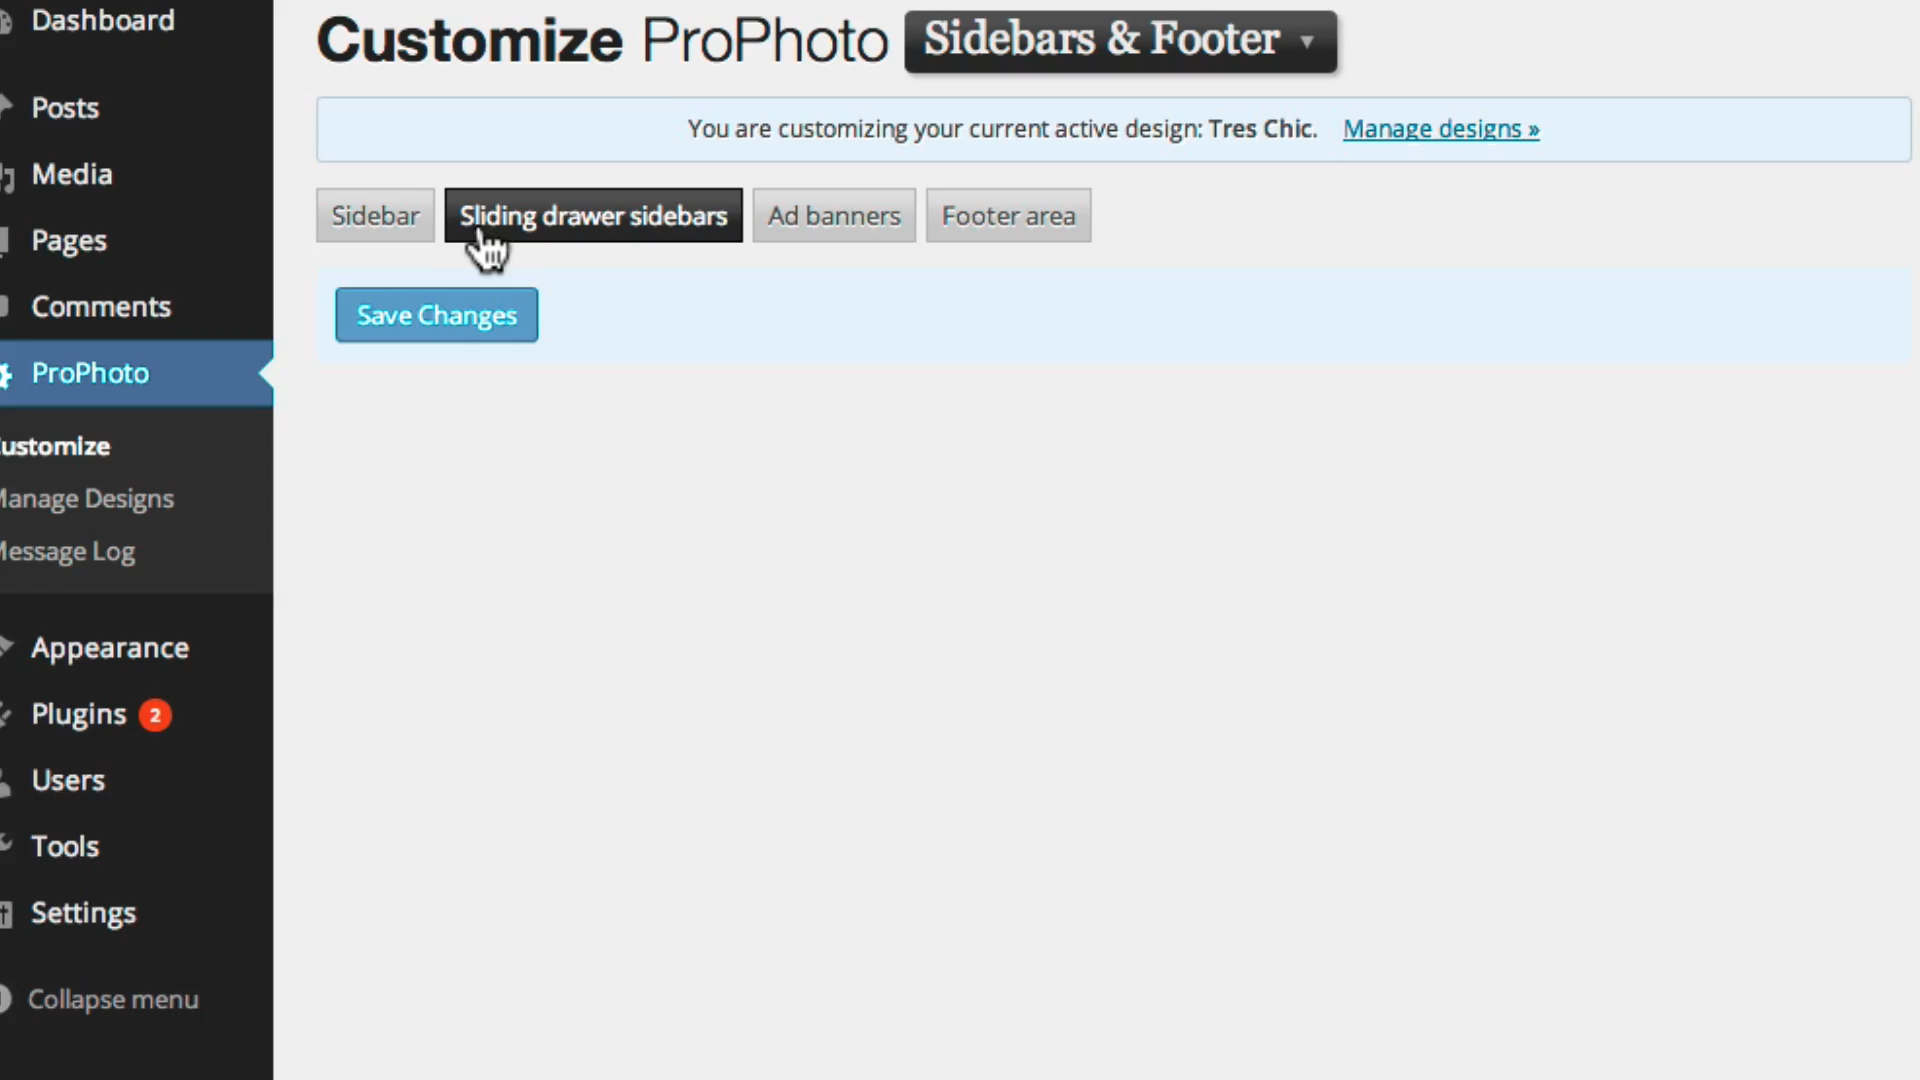 Dashboard
Posts
Media
Pages
Comments
ProPhoto
ustomize
anage Designs
essage Log
Appearance
Plugins 2
Users
Tools
Settings
Collapse menu
Customize ProPhoto Sidebars & Footer ▾
You are customizing your current active design: Tres Chic. Manage designs »
Sidebar Sliding drawer sidebars Ad banners Footer area
Save Changes